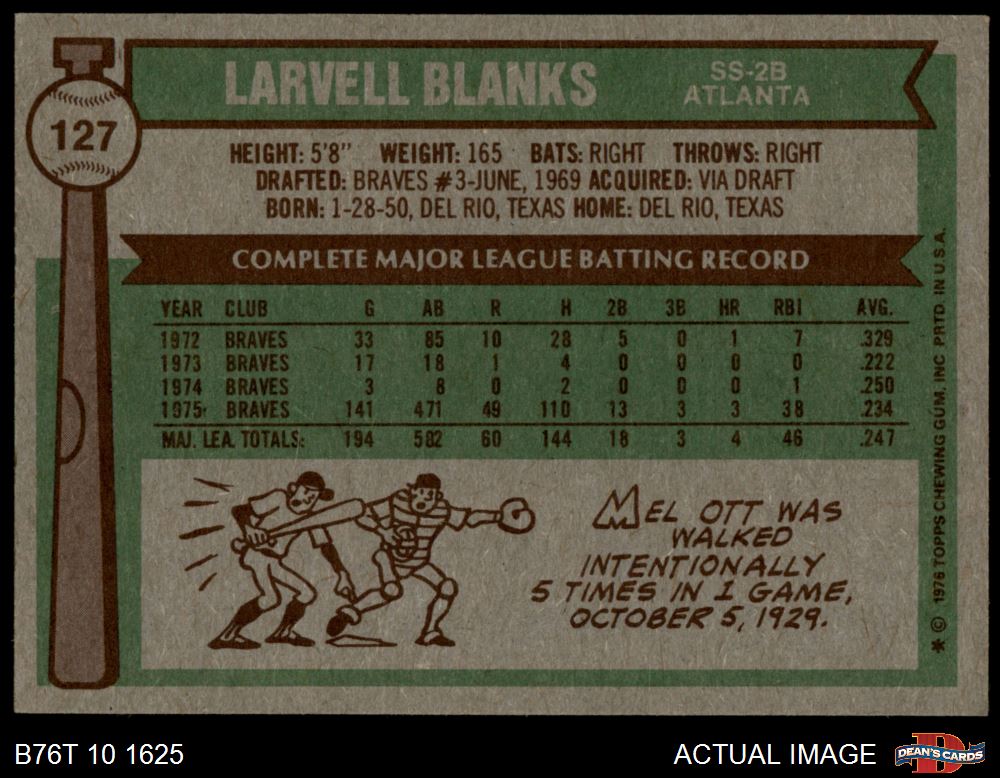 127
LARVELL BLANKS
SS-2B
ATLANTA
HEIGHT: 5'8" WEIGHT: 165 BATS: RIGHT THROWS: RIGHT
DRAFTED: BRAVES #3-JUNE, 1969 ACQUIRED: VIA DRAFT
BORN: 1-28-50, DEL RIO, TEXAS HOME: DEL RIO, TEXAS
COMPLETE MAJOR LEAGUE BATTING RECORD
YEAR CLUB G AB R H 2B 3B HR RBI AVG.
1972 BRAVES 33 85 10 28 5 0 1 7 .329
1973 BRAVES 17 18 1 4 0 0 0 0 .222
1974 BRAVES 3 8 0 2 0 0 0 1 .250
1975 BRAVES 141 471 49 110 13 3 3 38 .234
MAJ. LEA. TOTALS: 194 582 60 144 18 3 4 46 .247
MEL OTT WAS
WALKED
INTENTIONALLY
5 TIMES IN 1 GAME,
OCTOBER 5, 1929.
* © 1976 TOPPS CHEWING GUM, INC PRTD. IN U.S.A.
B76T 10 1625
ACTUAL IMAGE
D
DEAN'S CARDS